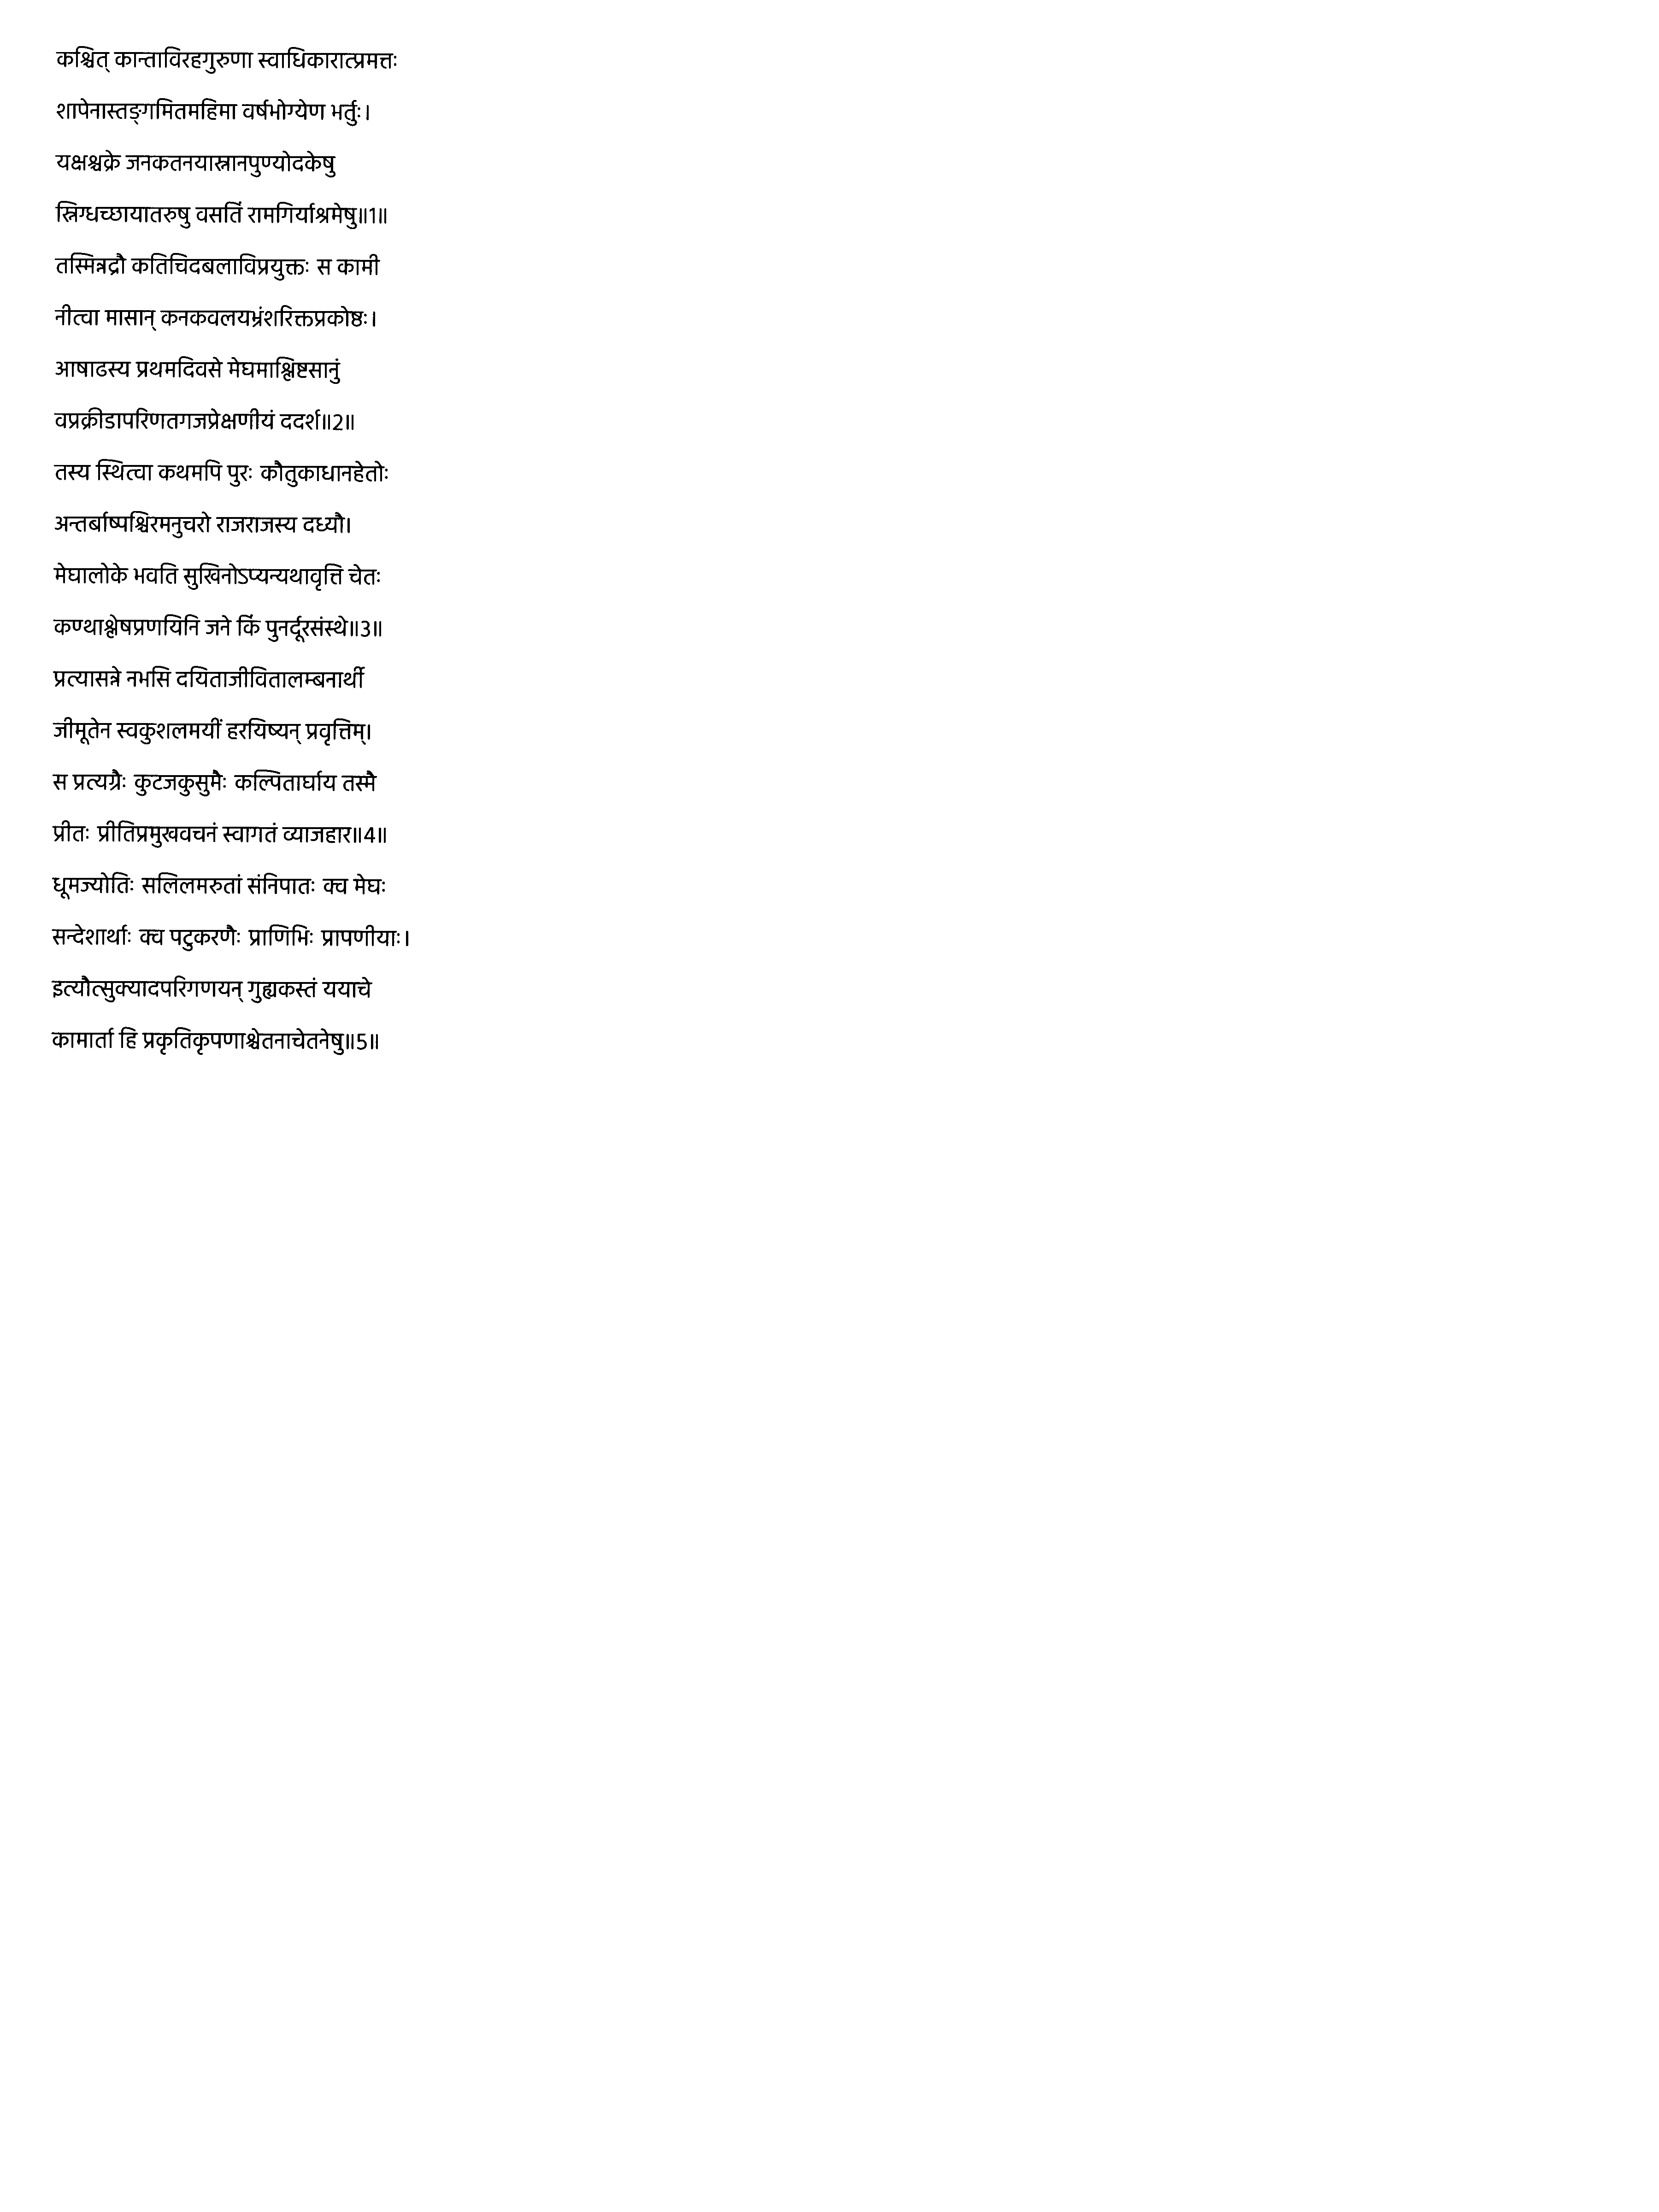 कश्चित् कान्ताविरहगुरुणा स्वाधिकारात्प्रमत्तः
शापेनास्तङ्गमितमहिमा वर्षभोग्येण भर्तुः।
यक्षश्चक्रे जनकतनयास्नानपुण्योदकेषु
स्निग्धच्छायातरुषु वसतिं रामगिर्याश्रमेषु॥1॥
तस्मिन्नद्रौ कतिचिदबलाविप्रयुक्तः स कामी
नीत्वा मासान् कनकवलयभ्रंशरिक्तप्रकोष्ठः।
आषाढस्य प्रथमदिवसे मेघमाश्लिष्टसानुं
वप्रक्रीडापरिणतगजप्रेक्षणीयं ददर्श॥2॥
तस्य स्थित्वा कथमपि पुरः कौतुकाधानहेतोः
अन्तर्बाष्पश्चिरमनुचरो राजराजस्य दध्यौ।
मेघालोके भवति सुखिनोऽप्यन्यथावृत्ति चेतः
कण्थाश्लेषप्रणयिनि जने किं पुनर्दूरसंस्थे॥3॥
प्रत्यासन्ने नभसि दयिताजीवितालम्बनार्थी
जीमूतेन स्वकुशलमयीं हरयिष्यन् प्रवृत्तिम्।
स प्रत्यग्रैः कुटजकुसुमैः कल्पितार्घाय तस्मै
प्रीतः प्रीतिप्रमुखवचनं स्वागतं व्याजहार॥4॥
धूमज्योतिः सलिलमरुतां संनिपातः क्व मेघः
सन्देशार्थाः क्व पटुकरणैः प्राणिभिः प्रापणीयाः।
इत्यौत्सुक्यादपरिगणयन् गुह्यकस्तं ययाचे
कामार्ता हि प्रकृतिकृपणाश्चेतनाचेतनेषु॥5॥